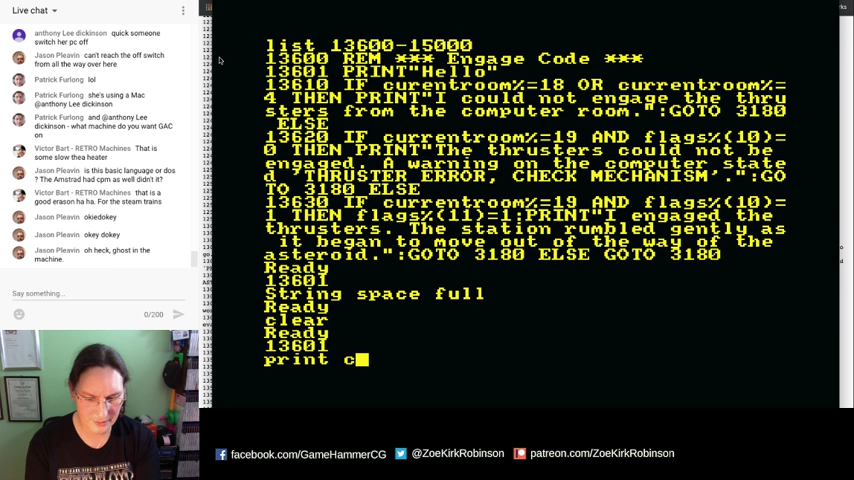 Live chat
anthony Lee dickinson quick someone
switch her pc off
Jason Pleavin can't reach the off switch
from all the way over here
Patrick Furlong lol
Patrick Furlong she's using a Mac
@anthony Lee dickinson
Patrick Furlong and @anthony Lee
dickinson - what machine do you want GAC
on
Victor Bart - RETRO Machines That is
some slow thea heater
Jason Pleavin is this basic language or dos
? The Amstrad had cpm as well didn't it?
Victor Bart - RETRO Machines that is a
good erason ha ha. For the steam trains
Jason Pleavin okiedokey
Jason Pleavin okey dokey
Jason Pleavin oh heck, ghost in the
machine.
Say something...
0/200
list 13600-15000
13600 REM *** Engage Code ***
13601 PRINT"Hello"
13610 IF curentroom%=18 OR currentroom%=
4 THEN PRINT"I could not engage the thru
sters from the computer room.":GOTO 3180
ELSE
13620 IF currentroom%=19 AND flags%(10)=
0 THEN PRINT"The thrusters could not be
engaged. A warning on the computer state
d 'THRUSTER ERROR, CHECK MECHANISM'.":GO
TO 3180 ELSE
13630 IF currentroom%=19 AND flags%(10)=
1 THEN flags%(11)=1:PRINT"I engaged the
thrusters. The station rumbled gently as
it began to move out of the way of the
asteroid.":GOTO 3180 ELSE GOTO 3180
Ready
13601
String space full
Ready
clear
Ready
13601
print c
facebook.com/GameHammerCG
@ZoeKirkRobinson
patreon.com/ZoeKirkRobinson